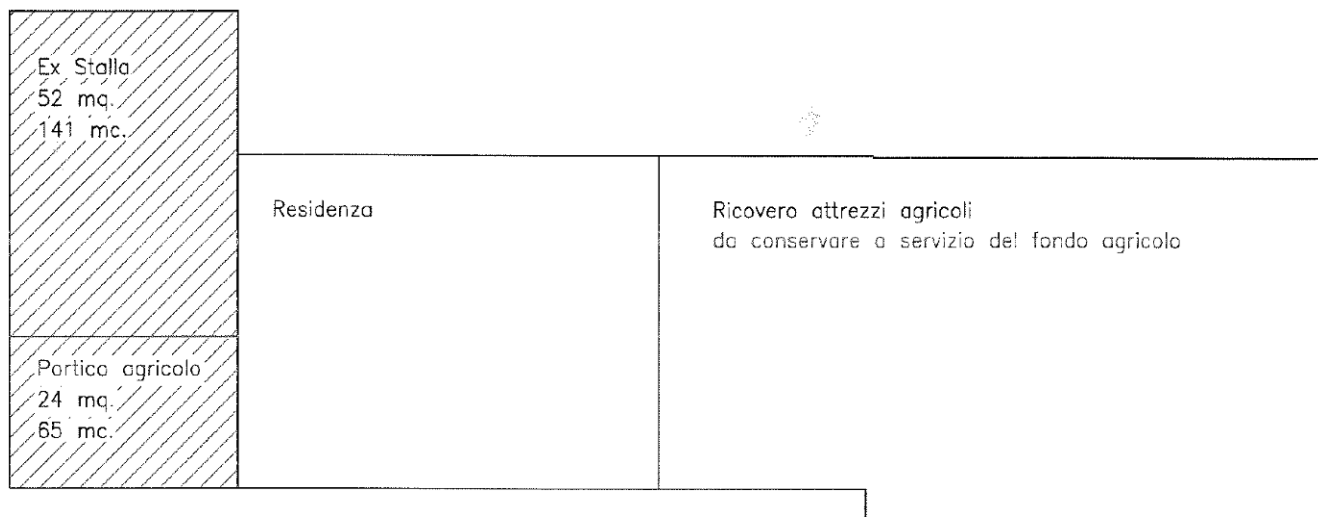 Ex Stalla
52 mq.
141 mc.
Residenza
Ricovero attrezzi agricoli
da conservare a servizio del fondo agricolo
Portico agricolo
24 mq.
65 mc.